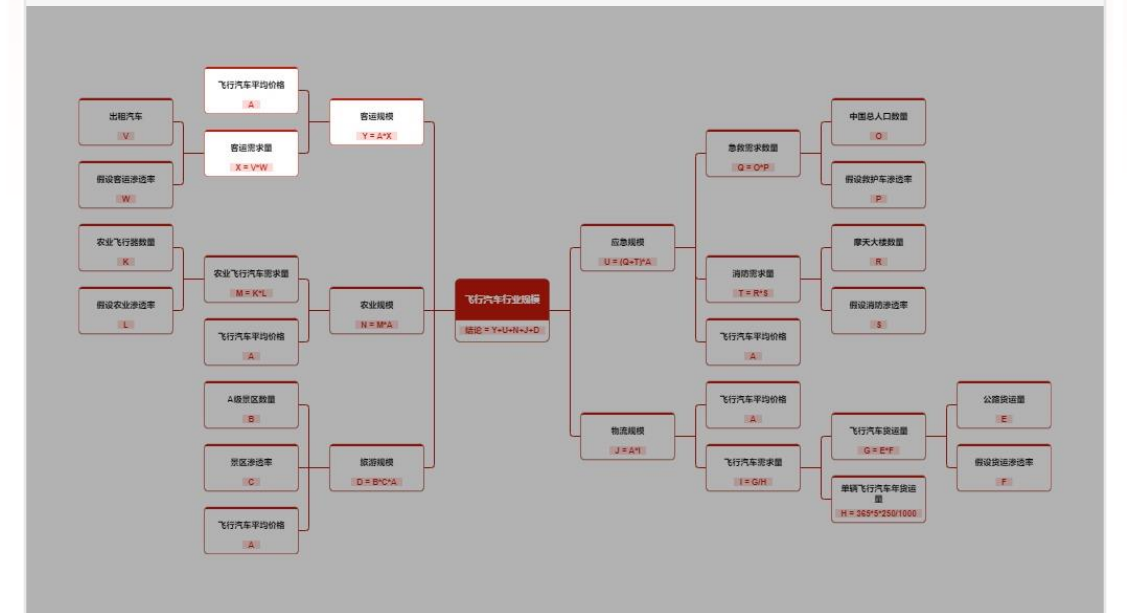 飞行汽车平均价格
A
出租汽车
V
客运需求量
X = V*W
假设客运渗透率
W
客运规模
Y = A*X
农业飞行器数量
K
农业飞行汽车需求量
M = K*L
假设农业渗透率
L
飞行汽车平均价格
A
农业规模
N = M*A
A级景区数量
B
景区渗透率
C
飞行汽车平均价格
A
旅游规模
D = B*C*A
飞行汽车行业规模
结论 = Y+U+N+J+D
应急规模
U = (Q+T)*A
急救需求数量
Q = O*P
中国总人口数量
O
假设救护车渗透率
P
消防需求量
T = R*S
摩天大楼数量
R
假设消防渗透率
S
飞行汽车平均价格
A
物流规模
J = A*I
飞行汽车平均价格
A
飞行汽车需求量
I = G/H
飞行汽车货运量
G = E*F
公路货运量
E
假设货运渗透率
F
单辆飞行汽车年货运
量
H = 365*5*250/1000